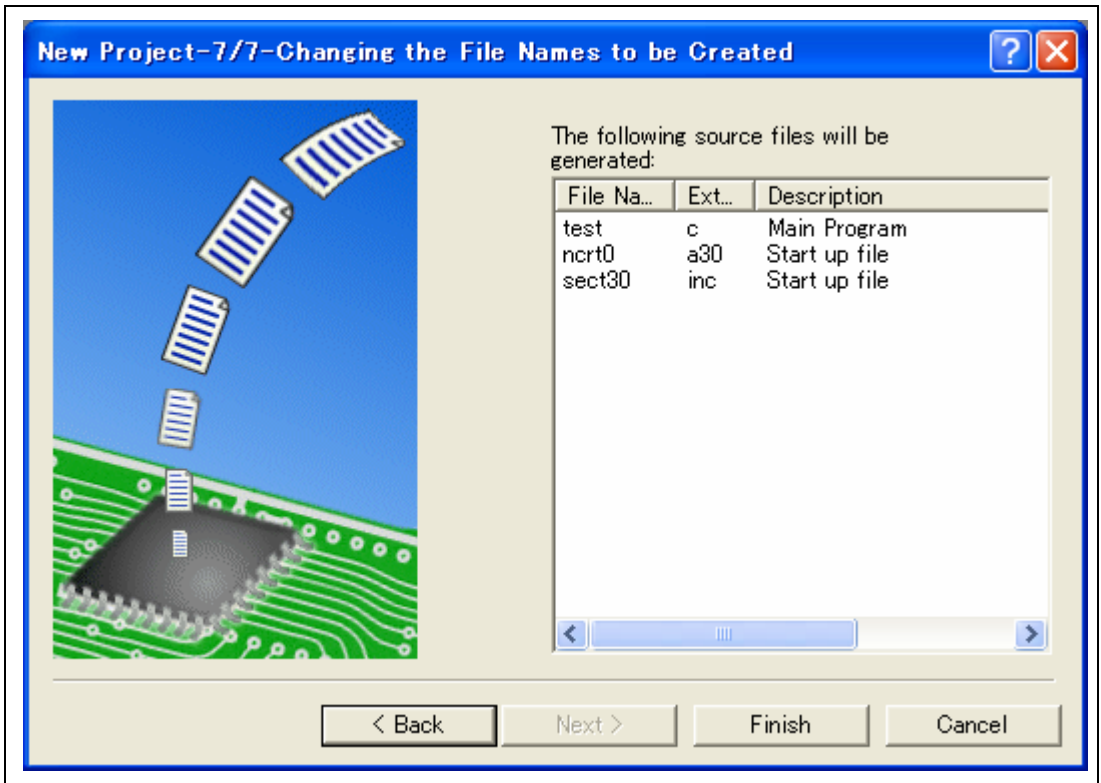 New Project-7/7-Changing the File Names to be Created
The following source files will be
generated:
File Na... Ext... Description
test c Main Program
ncrt0 a30 Start up file
sect30 inc Start up file
< Back Next > Finish Cancel